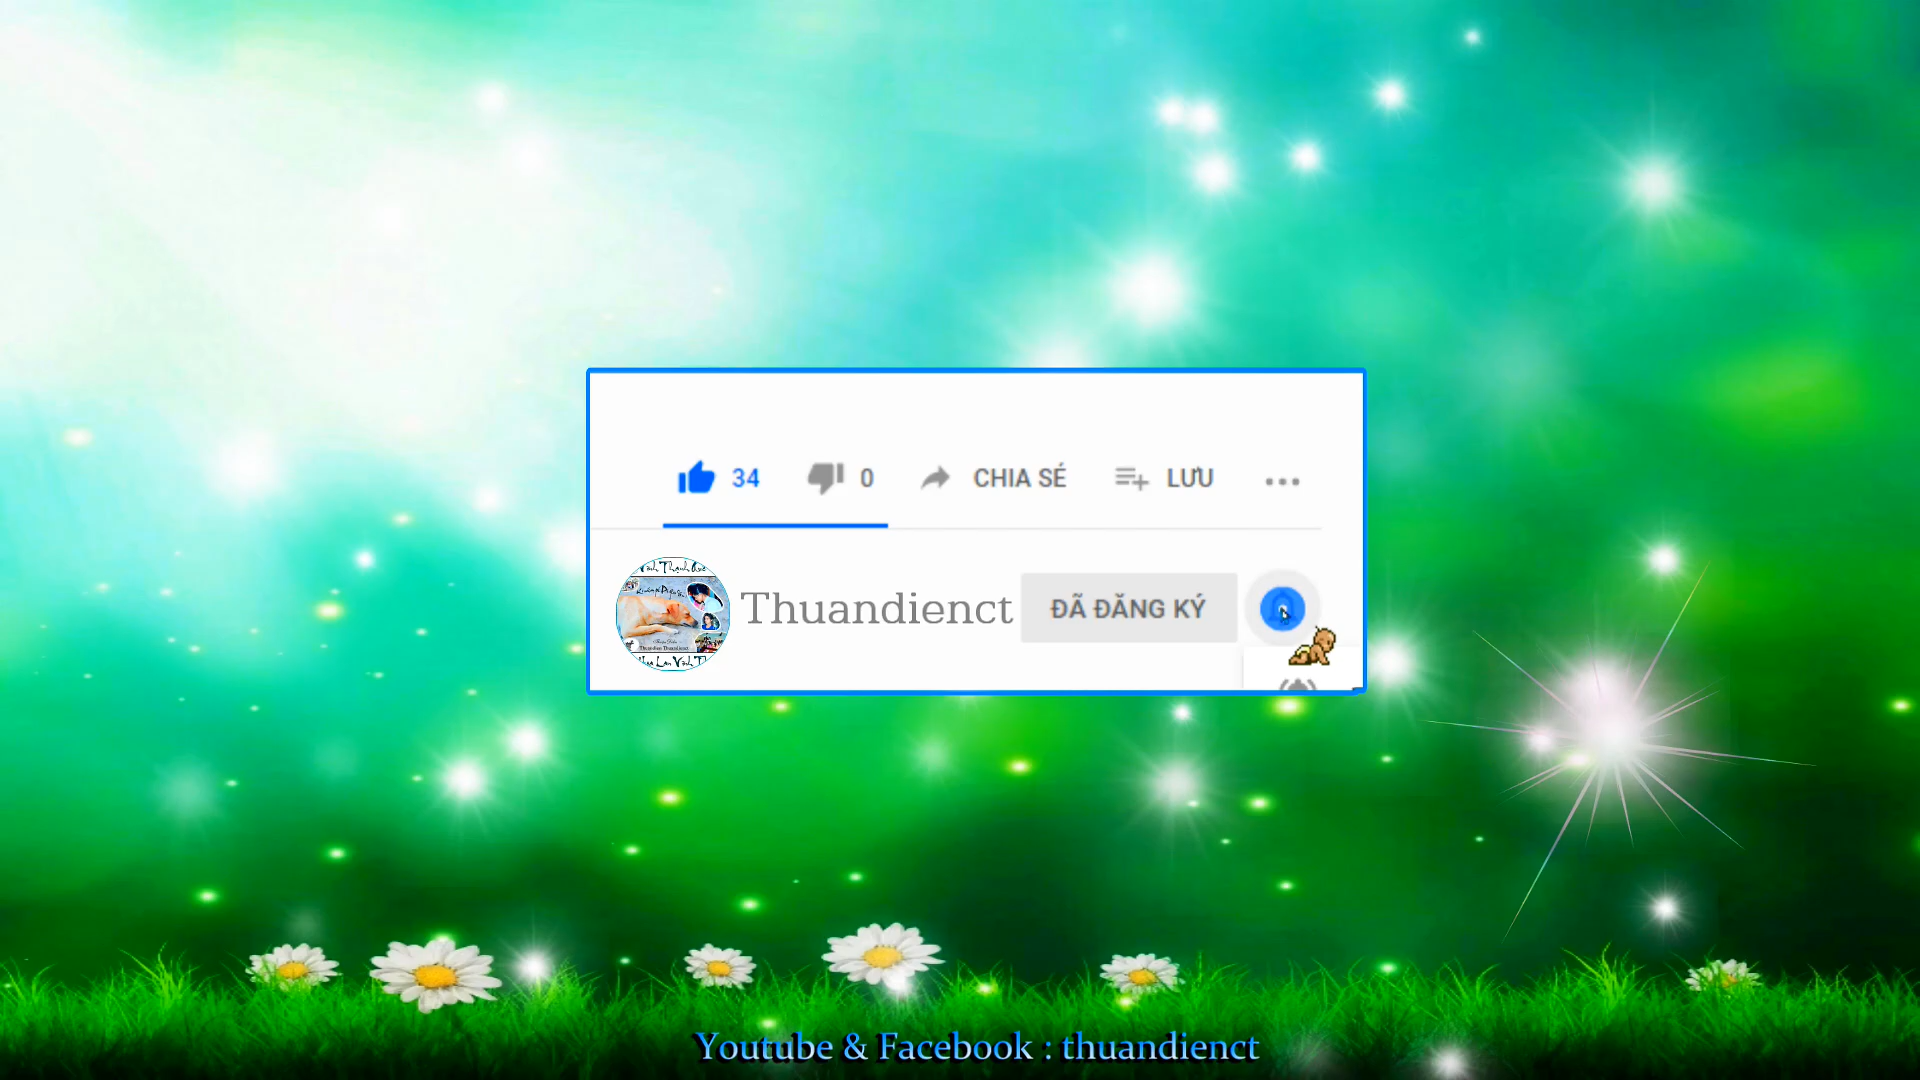 34 0 CHIA SẺ LƯU
Thuandienct ĐÃ ĐĂNG KÝ
Youtube & Facebook : thuandienct